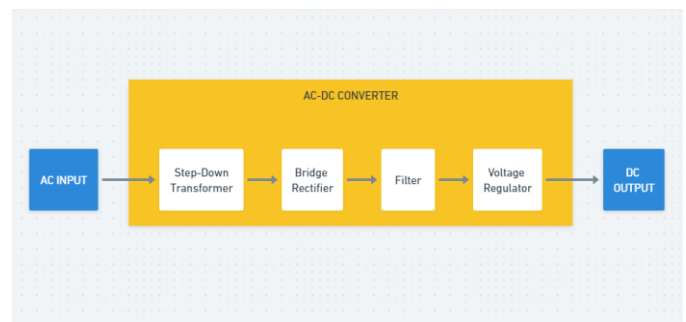 AC-DC CONVERTER
AC INPUT
Step-Down
Transformer
Bridge
Rectifier
Filter
Voltage
Regulator
DC
OUTPUT